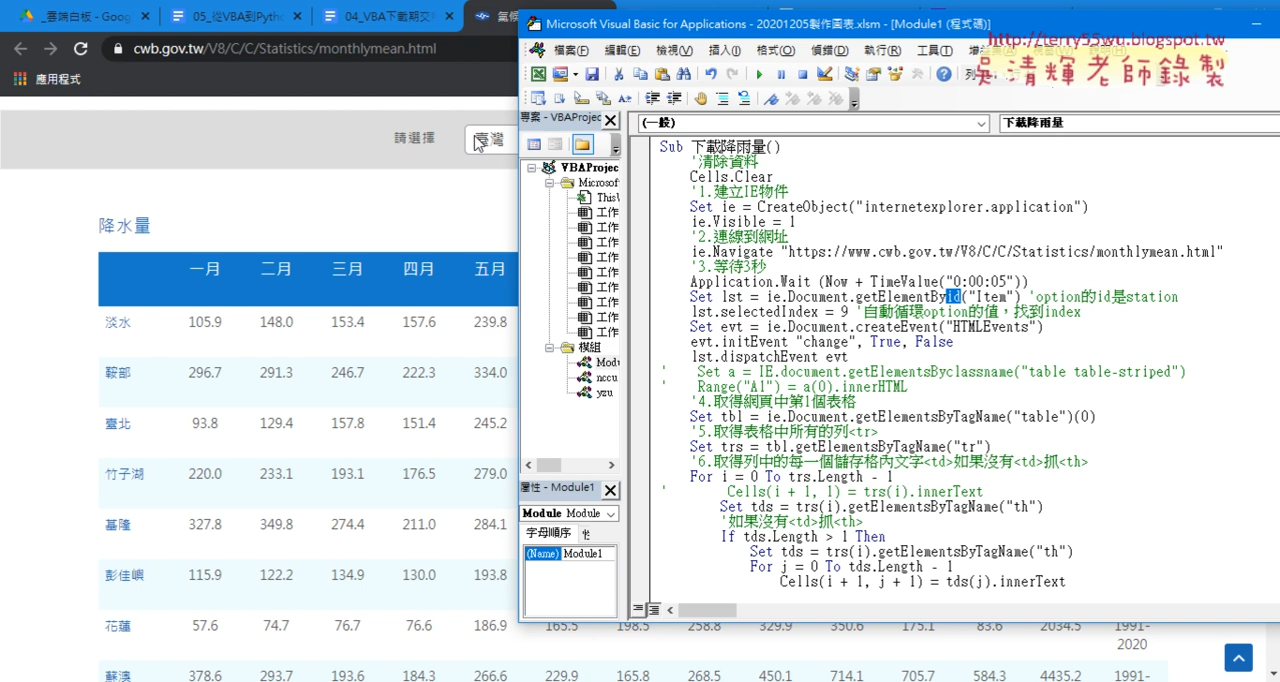 _雲端白板 - Goog
05_從VBA到Pyth
04_VBA下載期交
氣候
cwb.gov.tw/V8/C/C/Statistics/monthlymean.html
應用程式
請選擇
臺灣
降水量
一月 二月 三月 四月 五月
淡水 105.9 148.0 153.4 157.6 239.8
鞍部 296.7 291.3 346.7 222.3 334.0
臺北 93.8 129.4 157.8 151.4 245.2
竹子湖 220.0 233.1 193.1 176.5 279.0
基隆 327.8 349.8 274.4 211.0 284.1
彭佳嶼 115.9 122.2 134.9 130.0 193.8
花蓮 57.6 74.7 76.7 76.6 186.9 165.5 198.5 258.8 329.9 350.6 175.1 83.6 2034.5 1991-
2020
蘇澳 378.6 293.7 193.6 184.3 266.6 229.9 165.8 268.5 450.1 714.1 705.7 584.3 4435.2 1991-
Microsoft Visual Basic for Applications - 20201205製作圖表.xlsm - [Module1 (程式碼)]
檔案(F) 編輯(E) 檢視(V) 插入(I) 格式(O) 偵錯(D) 執行(R) 工具(T)
http://terry55wu.blogspot.tw
吳清輝老師錄製
專案 - VBAProjec
VBAProjec
Microsof
This
工作
工作
工作
工作
工作
工作
工作
工作
工作
模組
Modu
nccu
yzu
屬性 - Module1
Module Module
字母順序
(Name) Module1
(一般)
下載降雨量
Sub 下載降雨量()
'清除資料
Cells.Clear
'1.建立IE物件
Set ie = CreateObject("internetexplorer.application")
ie.Visible = 1
'2.連線到網址
ie.Navigate "https://www.cwb.gov.tw/V8/C/C/Statistics/monthlymean.html"
'3.等待3秒
Application.Wait (Now + TimeValue("0:00:05"))
Set lst = ie.Document.getElementById("Item") 'option的id是station
lst.selectedIndex = 9 '自動循環option的值，找到index
Set evt = ie.Document.createEvent("HTMLEvents")
evt.initEvent "change", True, False
lst.dispatchEvent evt
' Set a = IE.document.getElementsByclassname("table table-striped")
' Range("A1") = a(0).innerHTML
'4.取得網頁中第1個表格
Set tbl = ie.Document.getElementsByTagName("table")(0)
'5.取得表格中所有的列<tr>
Set trs = tbl.getElementsByTagName("tr")
'6.取得列中的每一個儲存格內文字<td>如果沒有<td>抓<th>
For i = 0 To trs.Length - 1
' Cells(i + 1, 1) = trs(i).innerText
Set tds = trs(i).getElementsByTagName("th")
'如果沒有<td>抓<th>
If tds.Length > 1 Then
Set tds = trs(i).getElementsByTagName("th")
For j = 0 To tds.Length - 1
Cells(i + 1, j + 1) = tds(j).innerText